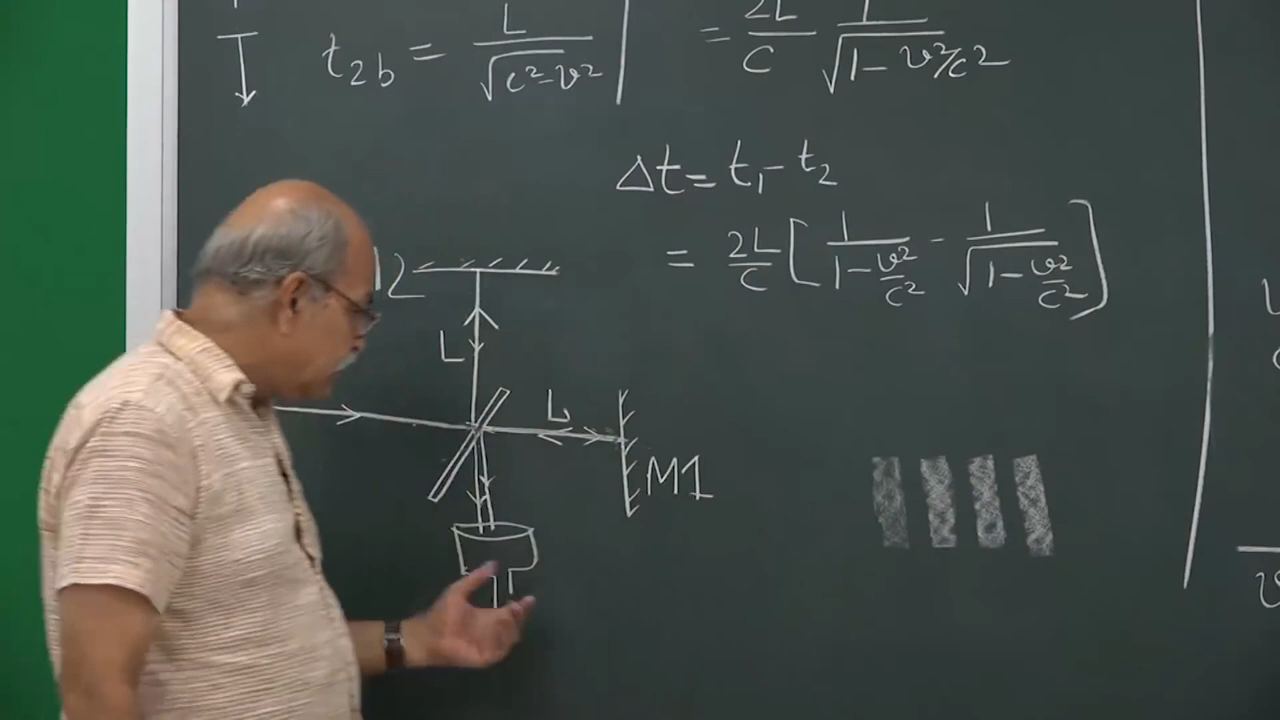 t₂b = L/√(c²-v²)
= 2L/C 1/√(1-v²/c²)
Δt = t₁-t₂
= 2L/C [1/(1-v²/c²) - 1/√(1-v²/c²)]
2
L
L
M1